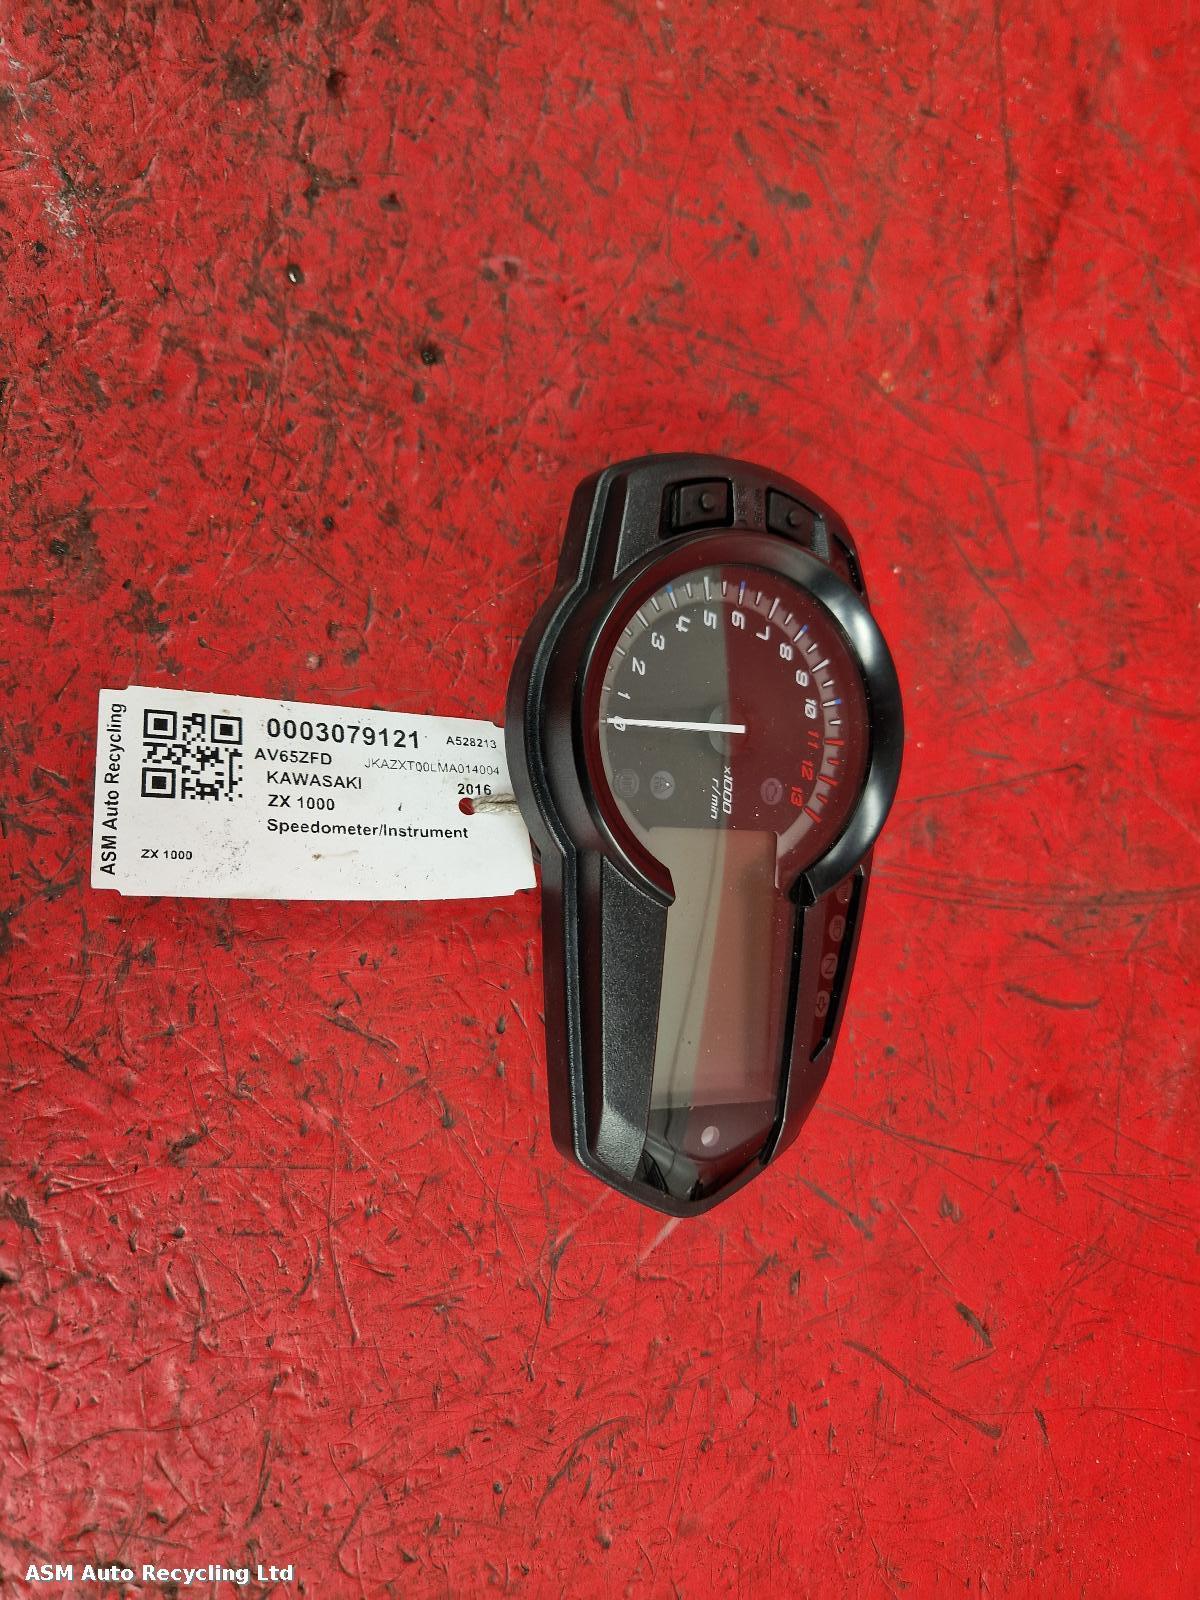 ASM Auto Recycling
0003079121
A528213
AV65ZFD
JKAZXT00LMA014004
KAWASAKI
2016
ZX 1000
Speedometer/Instrument
ZX 1000
0
1
2
3
4
5
6
7
8
9
10
11
12
13
x1000
r/min
N
ASM Auto Recycling Ltd